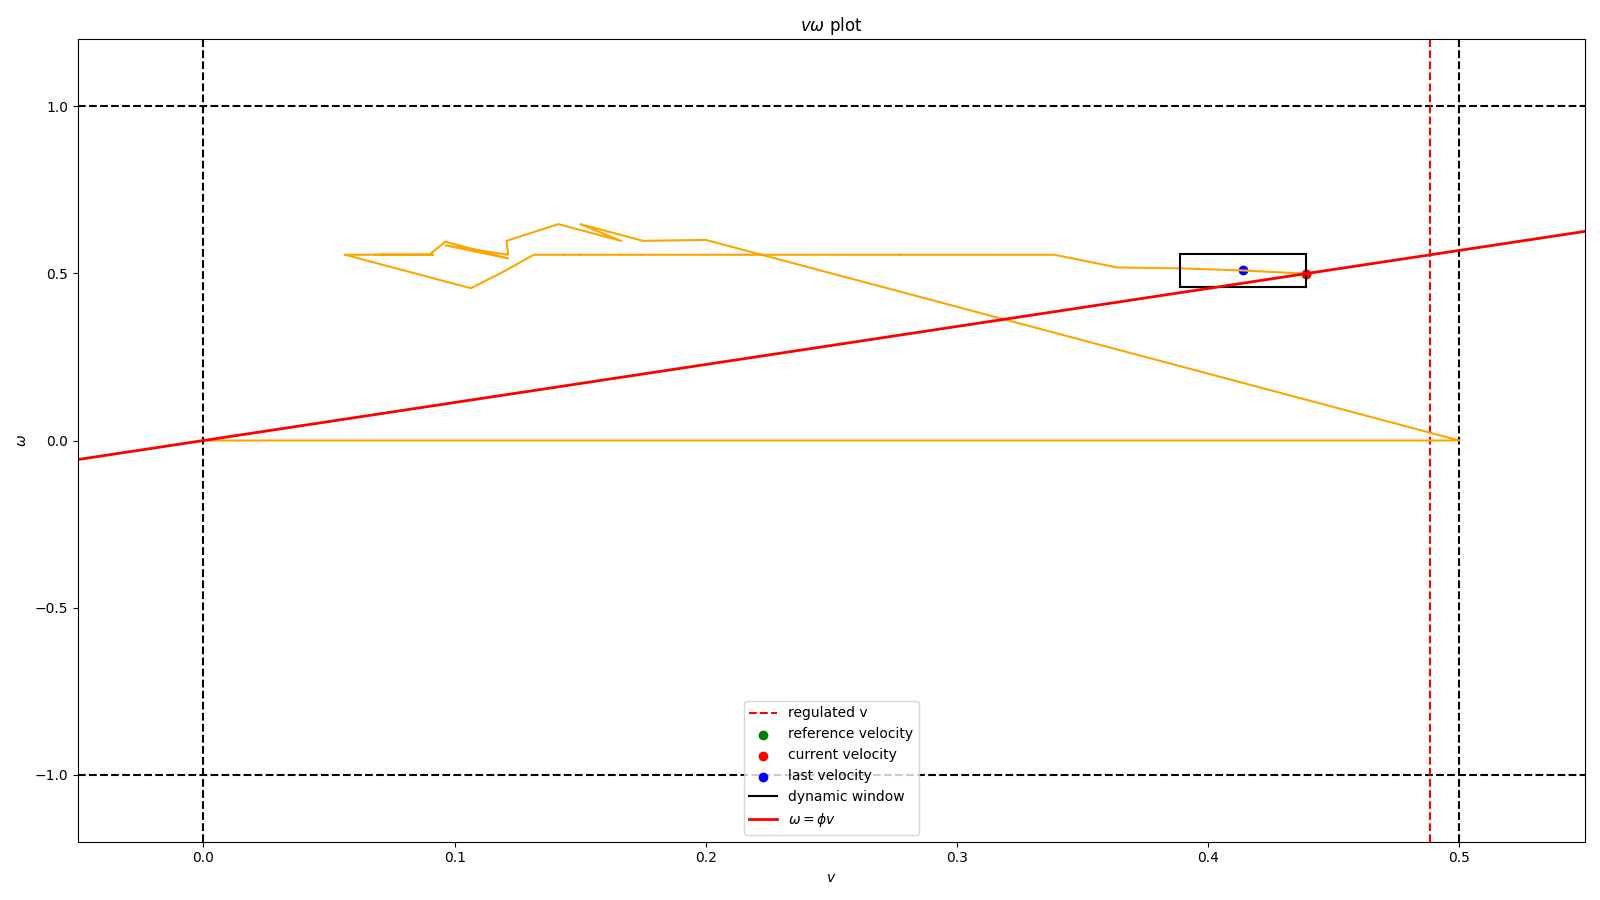 vω plot
1.0
0.5
0.0
−0.5
−1.0
ω
0.0 0.1 0.2 0.3 0.4 0.5
v
regulated v
reference velocity
current velocity
last velocity
dynamic window
ω = ϕv